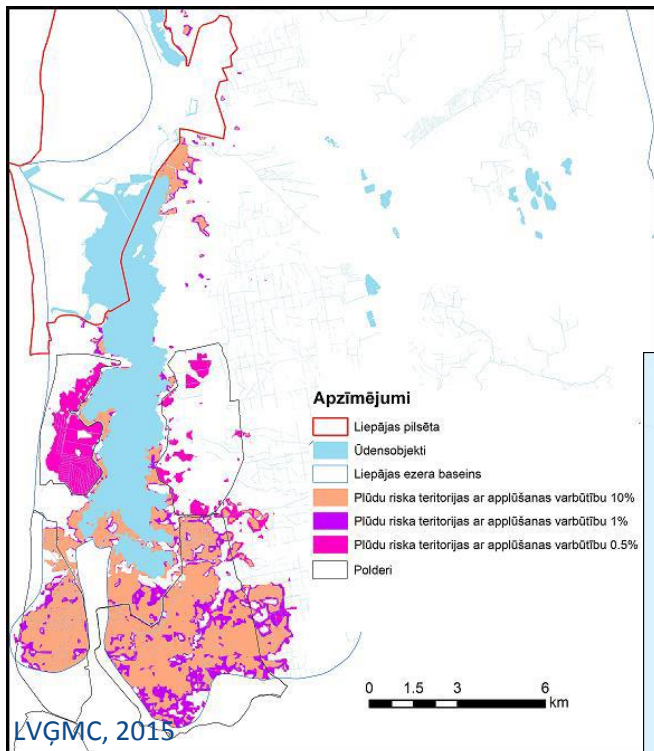 Apzīmējumi
Liepājas pilsēta
Ūdensobjekti
Liepājas ezera baseins
Plūdu riska teritorijas ar applūšanas varbūtību 10%
Plūdu riska teritorijas ar applūšanas varbūtību 1%
Plūdu riska teritorijas ar applūšanas varbūtību 0.5%
Polderi
0 1.5 3 6
km
LVĢMC, 2015